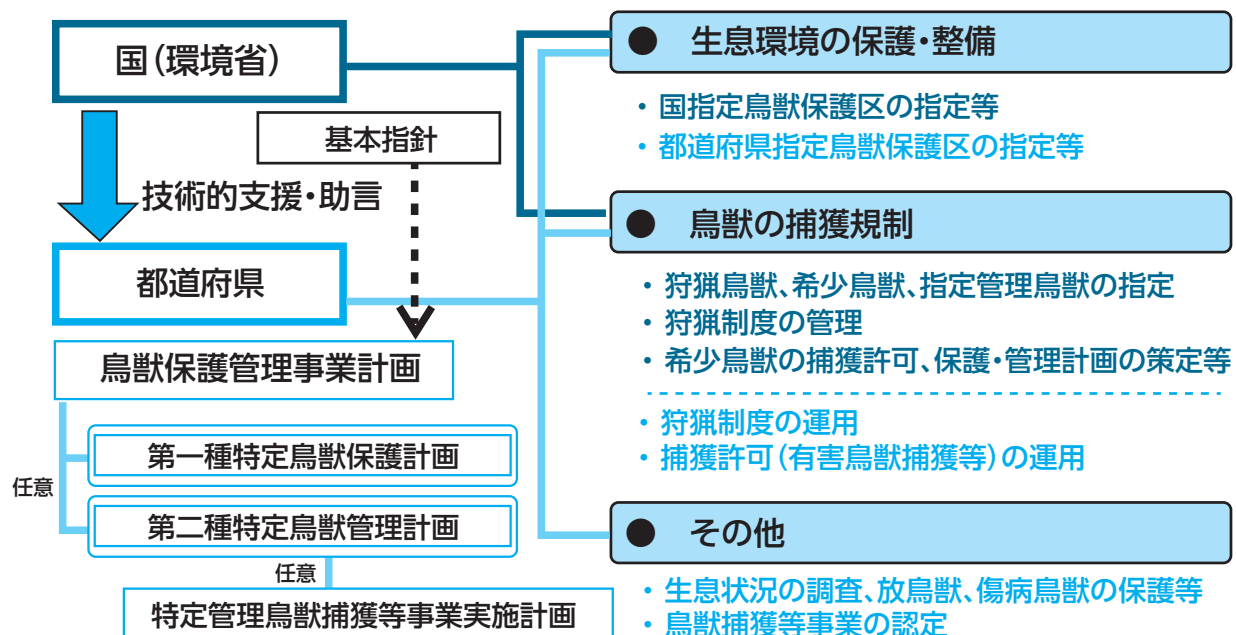 国(環境省)
基本指針
技術的支援・助言
都道府県
鳥獣保護管理事業計画
第一種特定鳥獣保護計画
任意
第二種特定鳥獣管理計画
任意
特定管理鳥獣捕獲等事業実施計画
● 生息環境の保護・整備
・国指定鳥獣保護区の指定等
・都道府県指定鳥獣保護区の指定等
● 鳥獣の捕獲規制
・狩猟鳥獣、希少鳥獣、指定管理鳥獣の指定
・狩猟制度の管理
・希少鳥獣の捕獲許可、保護・管理計画の策定等
・狩猟制度の運用
・捕獲許可(有害鳥獣捕獲等)の運用
● その他
・生息状況の調査、放鳥獣、傷病鳥獣の保護等
・鳥獣捕獲等事業の認定